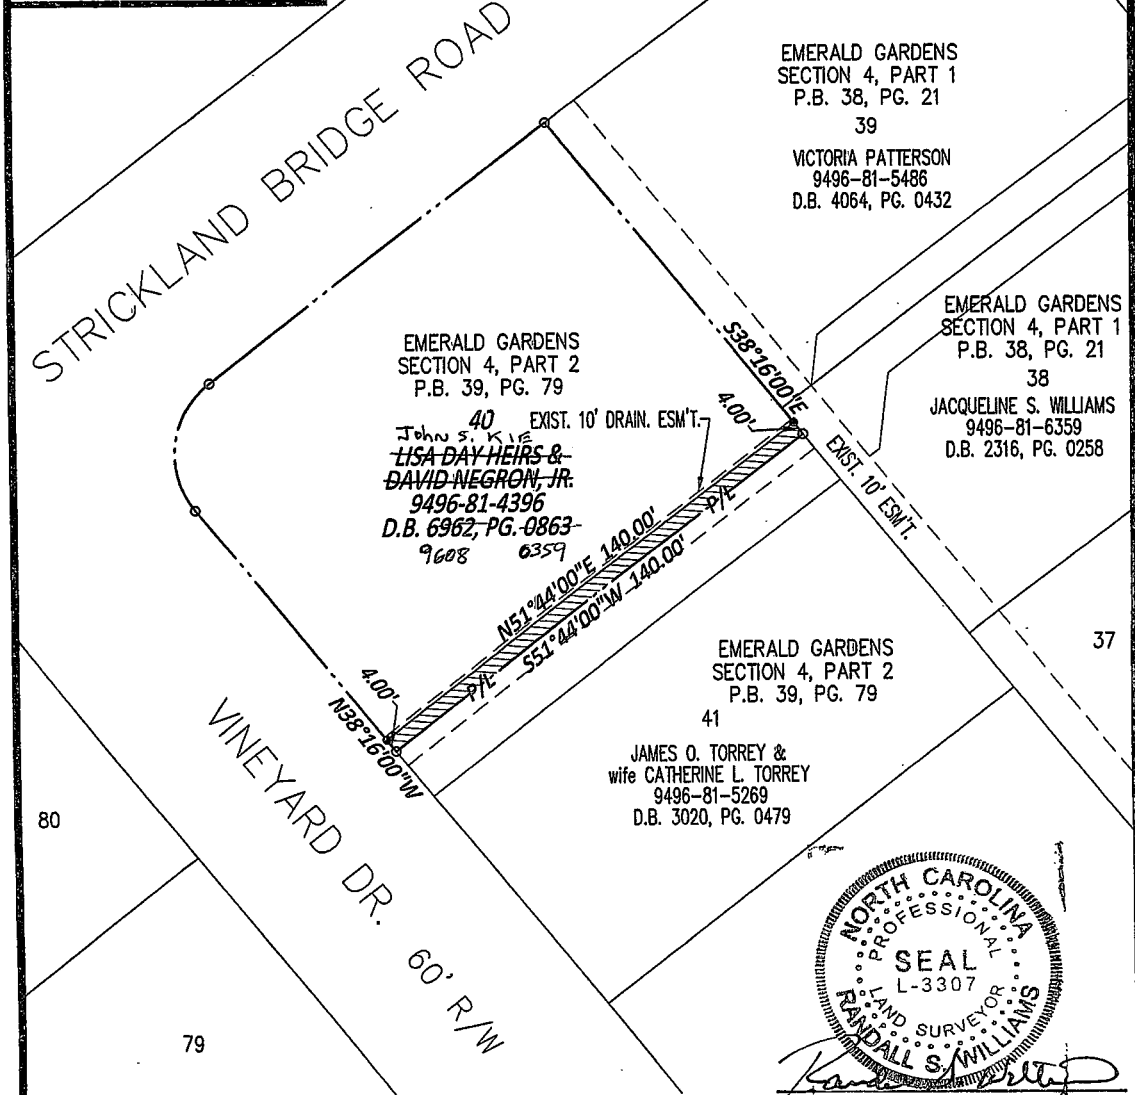 STRICKLAND BRIDGE ROAD
EMERALD GARDENS
SECTION 4, PART 1
P.B. 38, PG. 21
39
VICTORIA PATTERSON
9496-81-5486
D.B. 4064, PG. 0432
EMERALD GARDENS
SECTION 4, PART 1
P.B. 38, PG. 21
38
JACQUELINE S. WILLIAMS
9496-81-6359
D.B. 2316, PG. 0258
S38°16'00"E
4.00'
EXIST. 10' ESM'T.
EMERALD GARDENS
SECTION 4, PART 2
P.B. 39, PG. 79
40
EXIST. 10' DRAIN. ESM'T.
John S.
LISA DAY HEIRS &
DAVID NEGRON, JR.
9496-81-4396
D.B. 6962, PG. 0863
9608 0359
N51°44'00"E 140.00'
P/L
S51°44'00"W 140.00'
P/L
4.00'
N38°16'00"W
37
EMERALD GARDENS
SECTION 4, PART 2
P.B. 39, PG. 79
41
JAMES O. TORREY &
wife CATHERINE L. TORREY
9496-81-5269
D.B. 3020, PG. 0479
VINEYARD DR. 60' R/W
80
79
NORTH CAROLINA
PROFESSIONAL
SEAL
L-3307
LAND SURVEYOR
RANDALL S. WILLIAMS